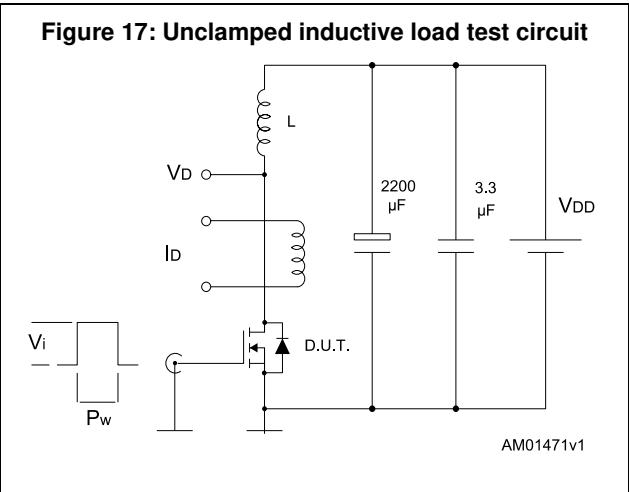 Figure 17: Unclamped inductive load test circuit
L
VD
2200
µF
3.3
µF
VDD
ID
Vi
D.U.T.
Pw
AM01471v1